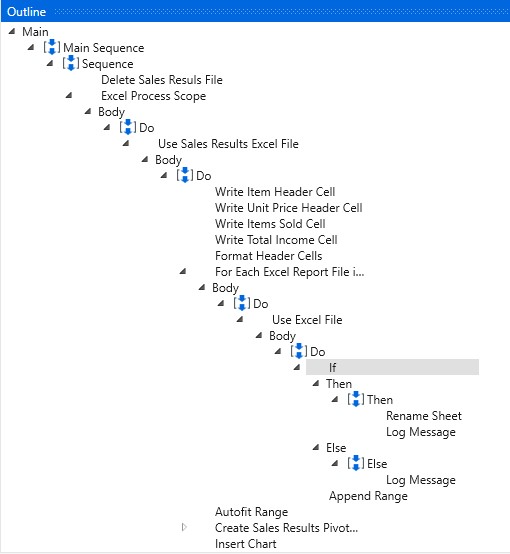 Outline
Main
Main Sequence
Sequence
Delete Sales Resuls File
Excel Process Scope
Body
Do
Use Sales Results Excel File
Body
Do
Write Item Header Cell
Write Unit Price Header Cell
Write Items Sold Cell
Write Total Income Cell
Format Header Cells
For Each Excel Report File i...
Body
Do
Use Excel File
Body
Do
If
Then
Then
Rename Sheet
Log Message
Else
Else
Log Message
Append Range
Autofit Range
Create Sales Results Pivot...
Insert Chart